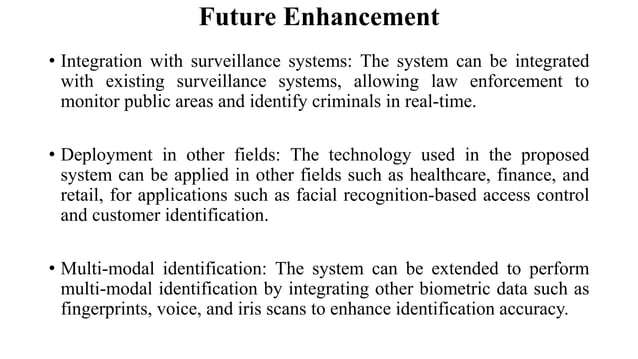 Future Enhancement
• Integration with surveillance systems: The system can be integrated
with existing surveillance systems, allowing law enforcement to
monitor public areas and identify criminals in real-time.
• Deployment in other fields: The technology used in the proposed
system can be applied in other fields such as healthcare, finance, and
retail, for applications such as facial recognition-based access control
and customer identification.
• Multi-modal identification: The system can be extended to perform
multi-modal identification by integrating other biometric data such as
fingerprints, voice, and iris scans to enhance identification accuracy.